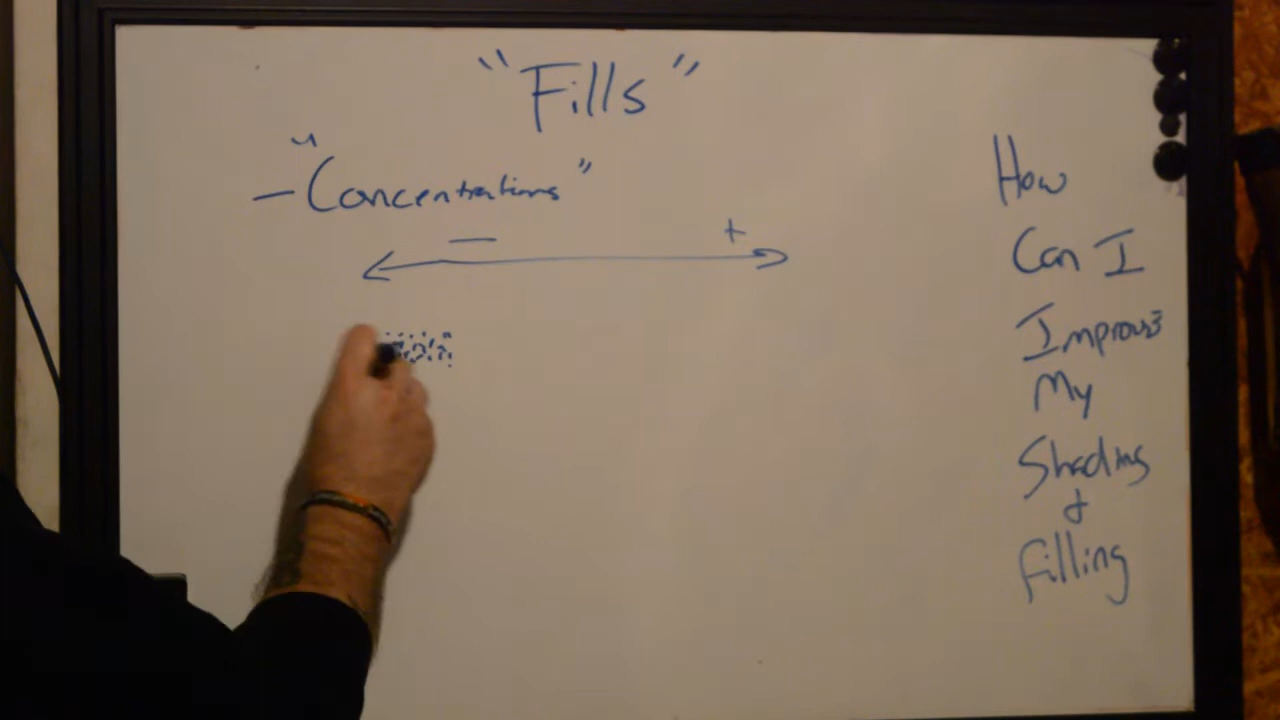 "Fills"
- "Concentrations"
- +
How
Can I
Improve
My
Shading
&
Filling